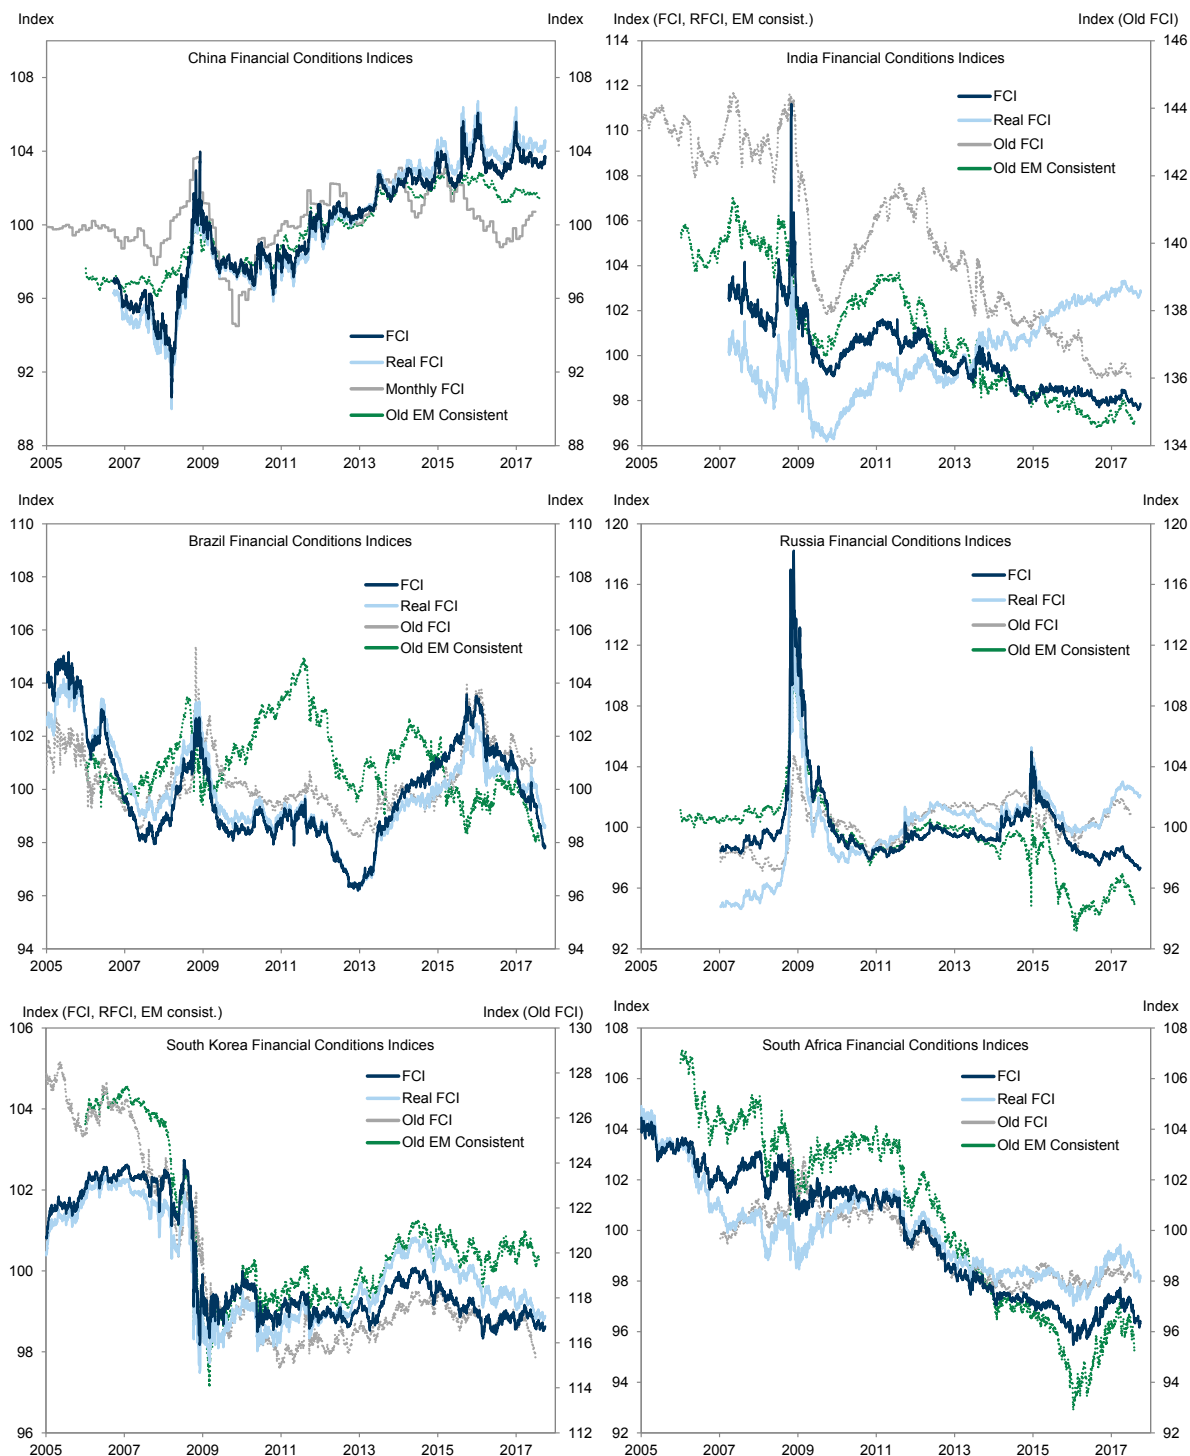 Index
Index
China Financial Conditions Indices
108
104
100
96
92
88
108
104
100
96
92
88
FCI
Real FCI
Monthly FCI
Old EM Consistent
2005 2007 2009 2011 2013 2015 2017
Index (FCI, RFCI, EM consist.)
Index (Old FCI)
India Financial Conditions Indices
114
112
110
108
106
104
102
100
98
96
146
144
142
140
138
136
134
FCI
Real FCI
Old FCI
Old EM Consistent
2005 2007 2009 2011 2013 2015 2017
Index
Index
Brazil Financial Conditions Indices
110
108
106
104
102
100
98
96
94
110
108
106
104
102
100
98
96
94
FCI
Real FCI
Old FCI
Old EM Consistent
2005 2007 2009 2011 2013 2015 2017
Index
Index
Russia Financial Conditions Indices
120
116
112
108
104
100
96
92
120
116
112
108
104
100
96
92
FCI
Real FCI
Old FCI
Old EM Consistent
2005 2007 2009 2011 2013 2015 2017
Index (FCI, RFCI, EM consist.)
Index (Old FCI)
South Korea Financial Conditions Indices
106
104
102
100
98
96
130
128
126
124
122
120
118
116
114
112
FCI
Real FCI
Old FCI
Old EM Consistent
2005 2007 2009 2011 2013 2015 2017
Index
Index
South Africa Financial Conditions Indices
108
106
104
102
100
98
96
94
92
108
106
104
102
100
98
96
94
92
FCI
Real FCI
Old FCI
Old EM Consistent
2005 2007 2009 2011 2013 2015 2017